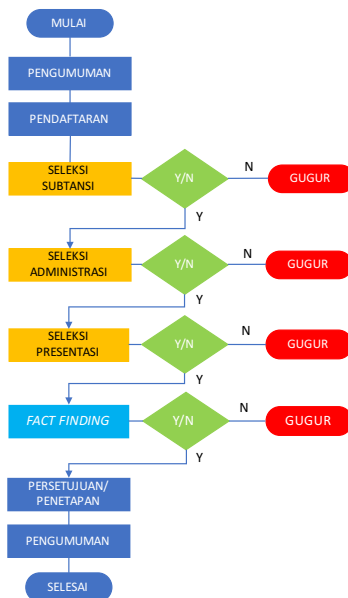 MULAI
PENGUMUMAN
PENDAFTARAN
SELEKSI
SUBTANSI
Y/N
N
GUGUR
Y
SELEKSI
ADMINISTRASI
Y/N
N
GUGUR
Y
SELEKSI
PRESENTASI
Y/N
N
GUGUR
Y
FACT FINDING
Y/N
N
GUGUR
Y
PERSETUJUAN/
PENETAPAN
PENGUMUMAN
SELESAI